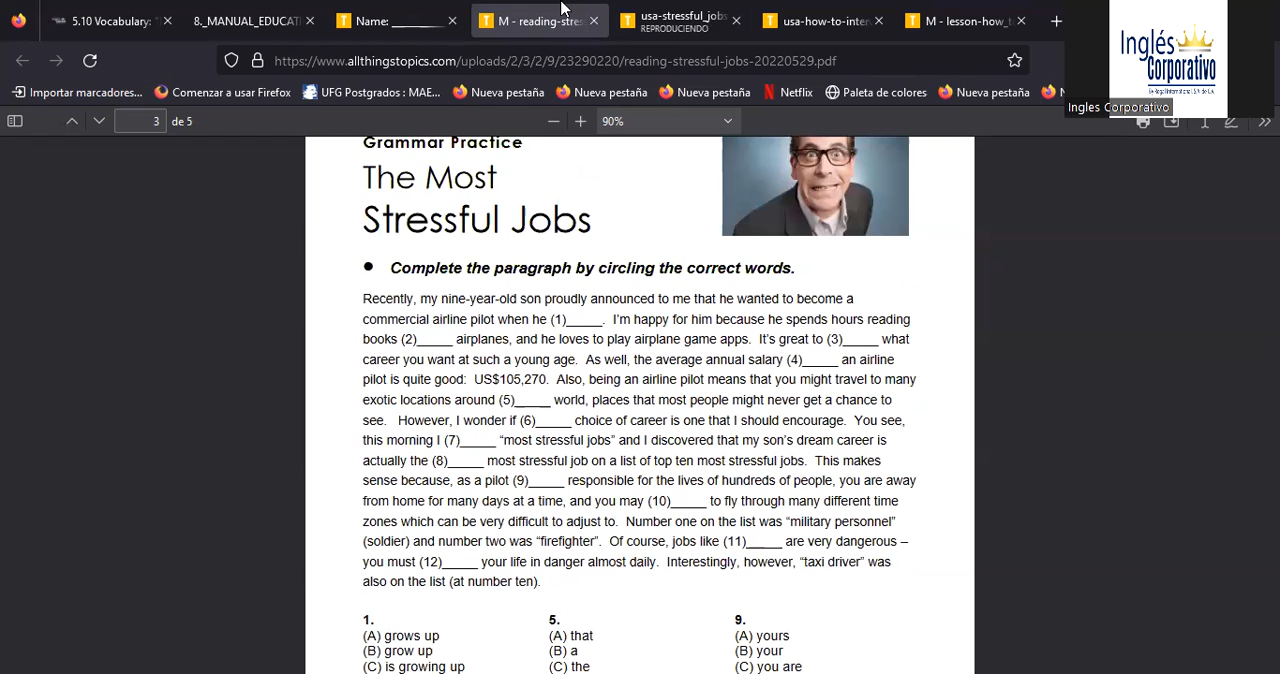 5.10 Vocabulary: "
8._MANUAL_EDUCATI
Name: ________
M - reading-stres
usa-stressful_jobs
REPRODUCIENDO
usa-how-to-inter
M - lesson-how_t
https://www.allthingstopics.com/uploads/2/3/2/9/23290220/reading-stressful-jobs-20220529.pdf
Importar marcadores...
Comenzar a usar Firefox
UFG Postgrados : MAE...
Nueva pestaña
Nueva pestaña
Nueva pestaña
Netflix
Paleta de colores
Nueva pestaña
N
Inglés
Corporativo
Ingles Corporativo
3 de 5
90%
Grammar Practice
The Most
Stressful Jobs
Complete the paragraph by circling the correct words.
Recently, my nine-year-old son proudly announced to me that he wanted to become a
commercial airline pilot when he (1)_____. I'm happy for him because he spends hours reading
books (2)_____ airplanes, and he loves to play airplane game apps. It's great to (3)_____ what
career you want at such a young age. As well, the average annual salary (4)_____ an airline
pilot is quite good: US$105,270. Also, being an airline pilot means that you might travel to many
exotic locations around (5)_____ world, places that most people might never get a chance to
see. However, I wonder if (6)_____ choice of career is one that I should encourage. You see,
this morning I (7)_____ “most stressful jobs” and I discovered that my son's dream career is
actually the (8)_____ most stressful job on a list of top ten most stressful jobs. This makes
sense because, as a pilot (9)_____ responsible for the lives of hundreds of people, you are away
from home for many days at a time, and you may (10)_____ to fly through many different time
zones which can be very difficult to adjust to. Number one on the list was “military personnel”
(soldier) and number two was “firefighter”. Of course, jobs like (11)_____ are very dangerous –
you must (12)_____ your life in danger almost daily. Interestingly, however, “taxi driver” was
also on the list (at number ten).
1.
(A) grows up
(B) grow up
(C) is growing up
5.
(A) that
(B) a
(C) the
9.
(A) yours
(B) your
(C) you are